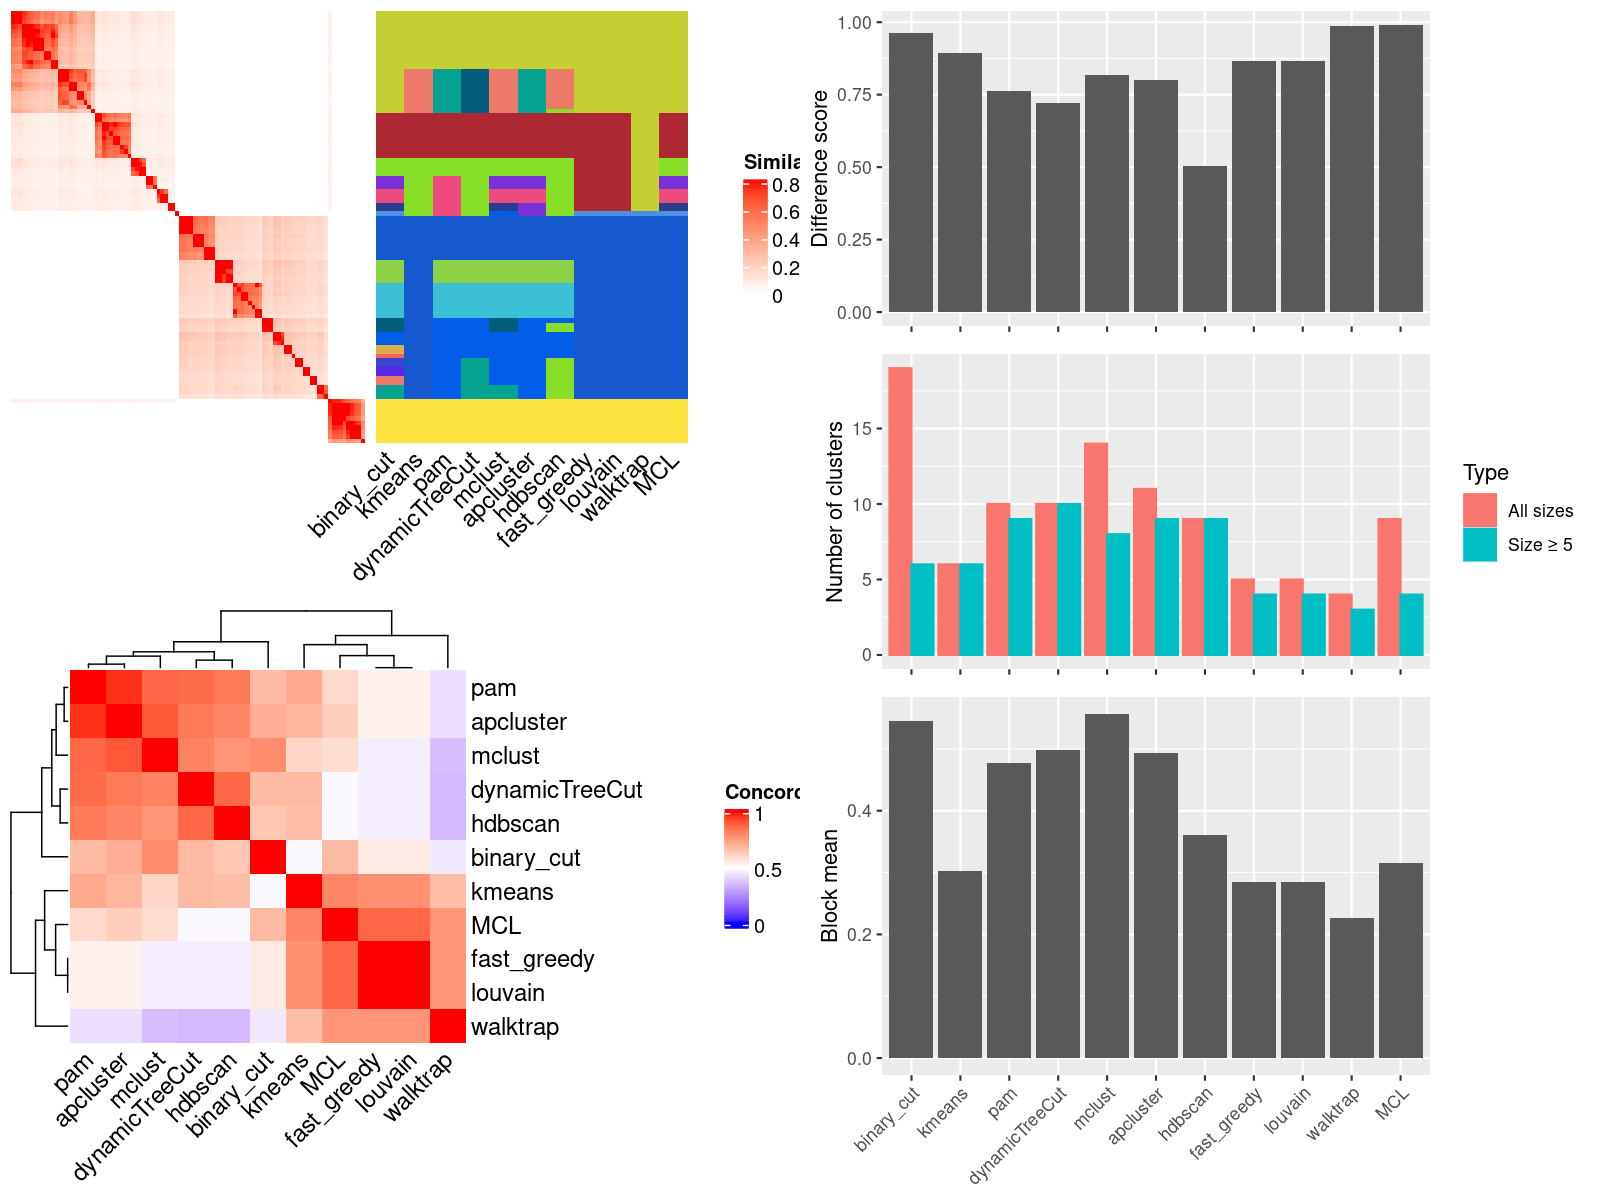 Simila
0.8
0.6
0.4
0.2
0
binary_cut
kmeans
pam
dynamicTreeCut
mclust
apcluster
hdbscan
fast_greedy
louvain
walktrap
MCL
Difference score
1.00
0.75
0.50
0.25
0.00
Number of clusters
15
10
5
0
Type
All sizes
Size ≥ 5
pam
apcluster
mclust
dynamicTreeCut
hdbscan
binary_cut
kmeans
MCL
fast_greedy
louvain
walktrap
pam
apcluster
mclust
dynamicTreeCut
hdbscan
binary_cut
kmeans
MCL
fast_greedy
louvain
walktrap
Concord
1
0.5
0
Block mean
0.4
0.2
0.0
binary_cut
kmeans
pam
dynamicTreeCut
mclust
apcluster
hdbscan
fast_greedy
louvain
walktrap
MCL